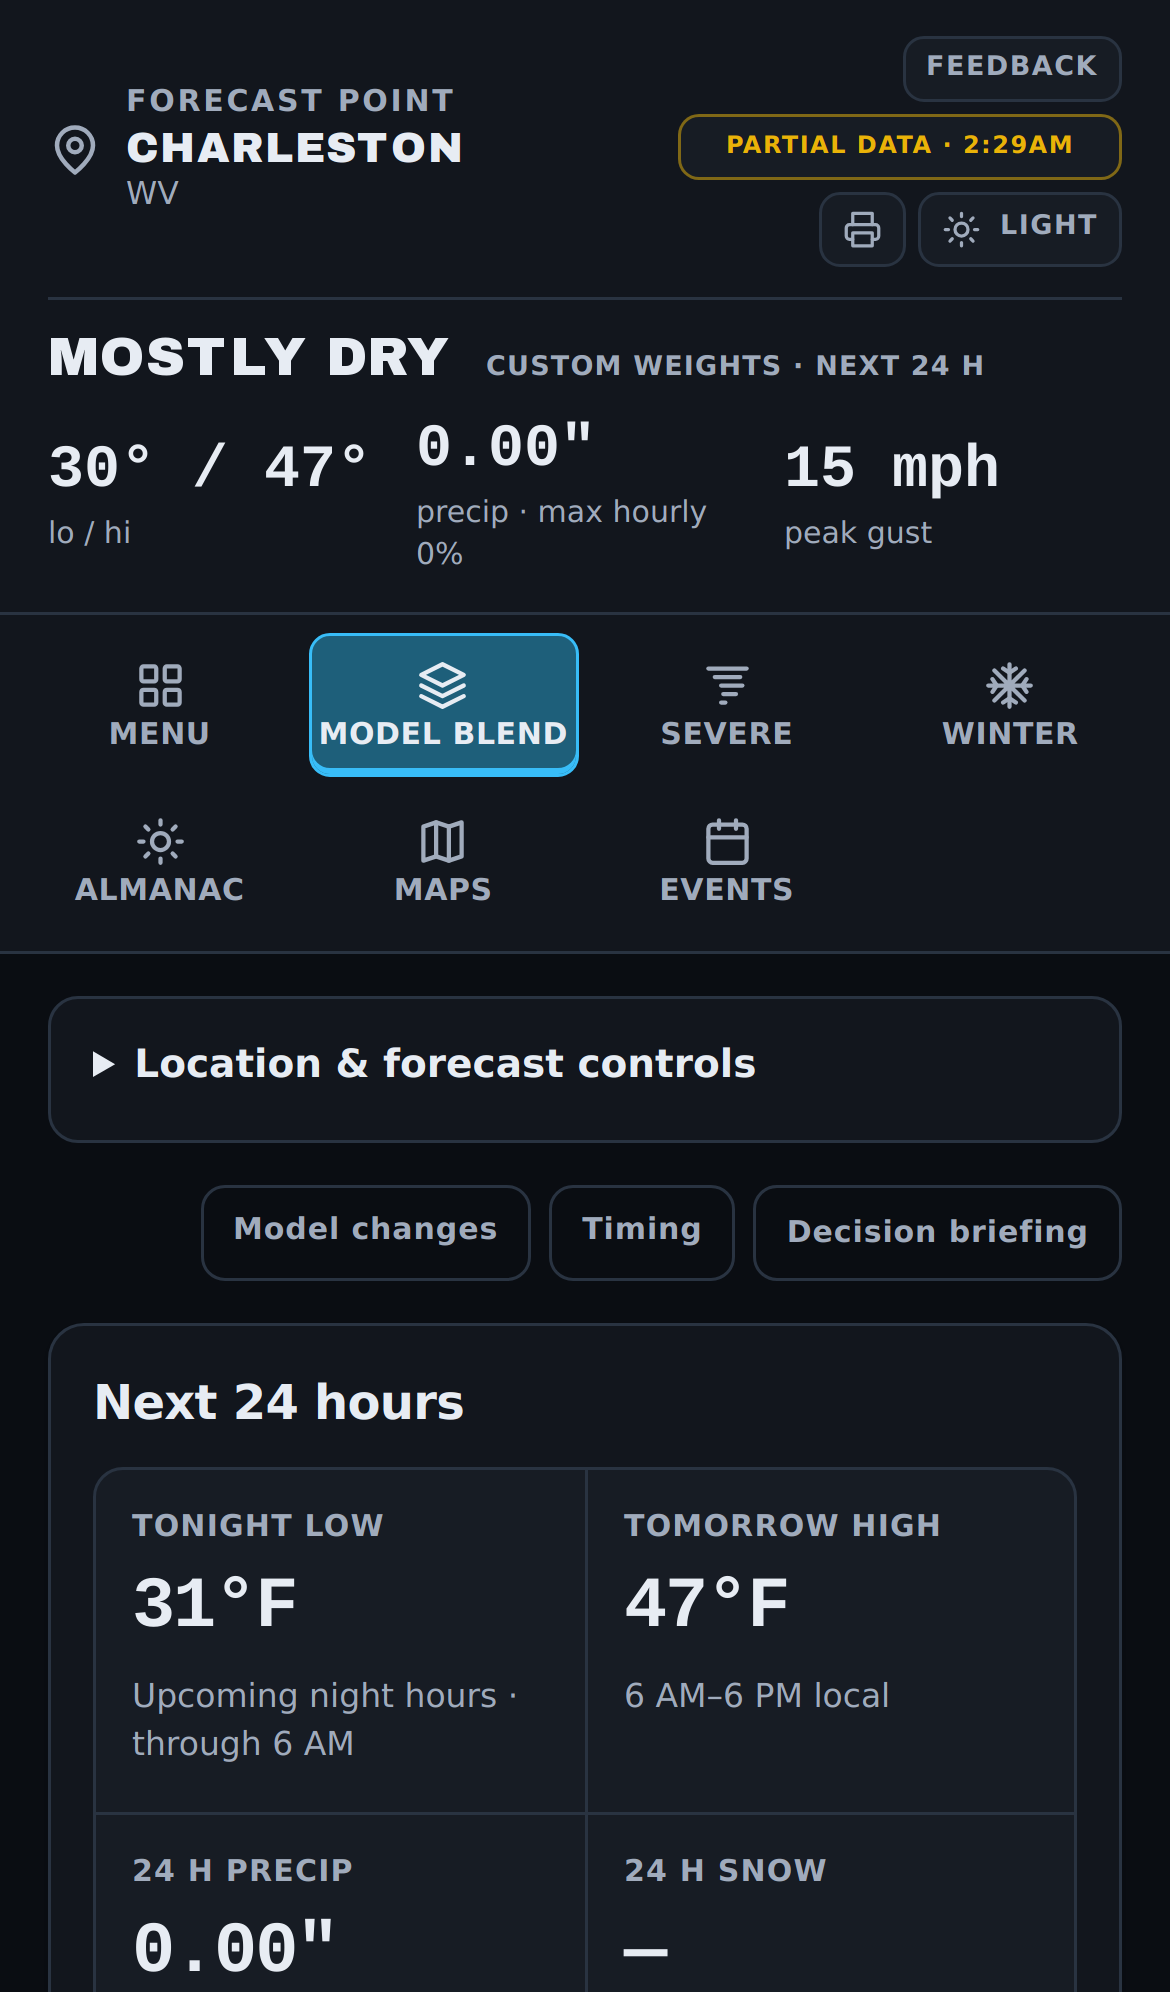 FORECAST POINT
CHARLESTON
WV
FEEDBACK
PARTIAL DATA · 2:29AM
LIGHT
MOSTLY DRY CUSTOM WEIGHTS · NEXT 24 H
30° / 47°
lo / hi
0.00"
precip · max hourly
0%
15 mph
peak gust
MENU
MODEL BLEND
SEVERE
WINTER
ALMANAC
MAPS
EVENTS
Location & forecast controls
Model changes
Timing
Decision briefing
Next 24 hours
TONIGHT LOW
31°F
Upcoming night hours ·
through 6 AM
TOMORROW HIGH
47°F
6 AM–6 PM local
24 H PRECIP
0.00"
24 H SNOW
—